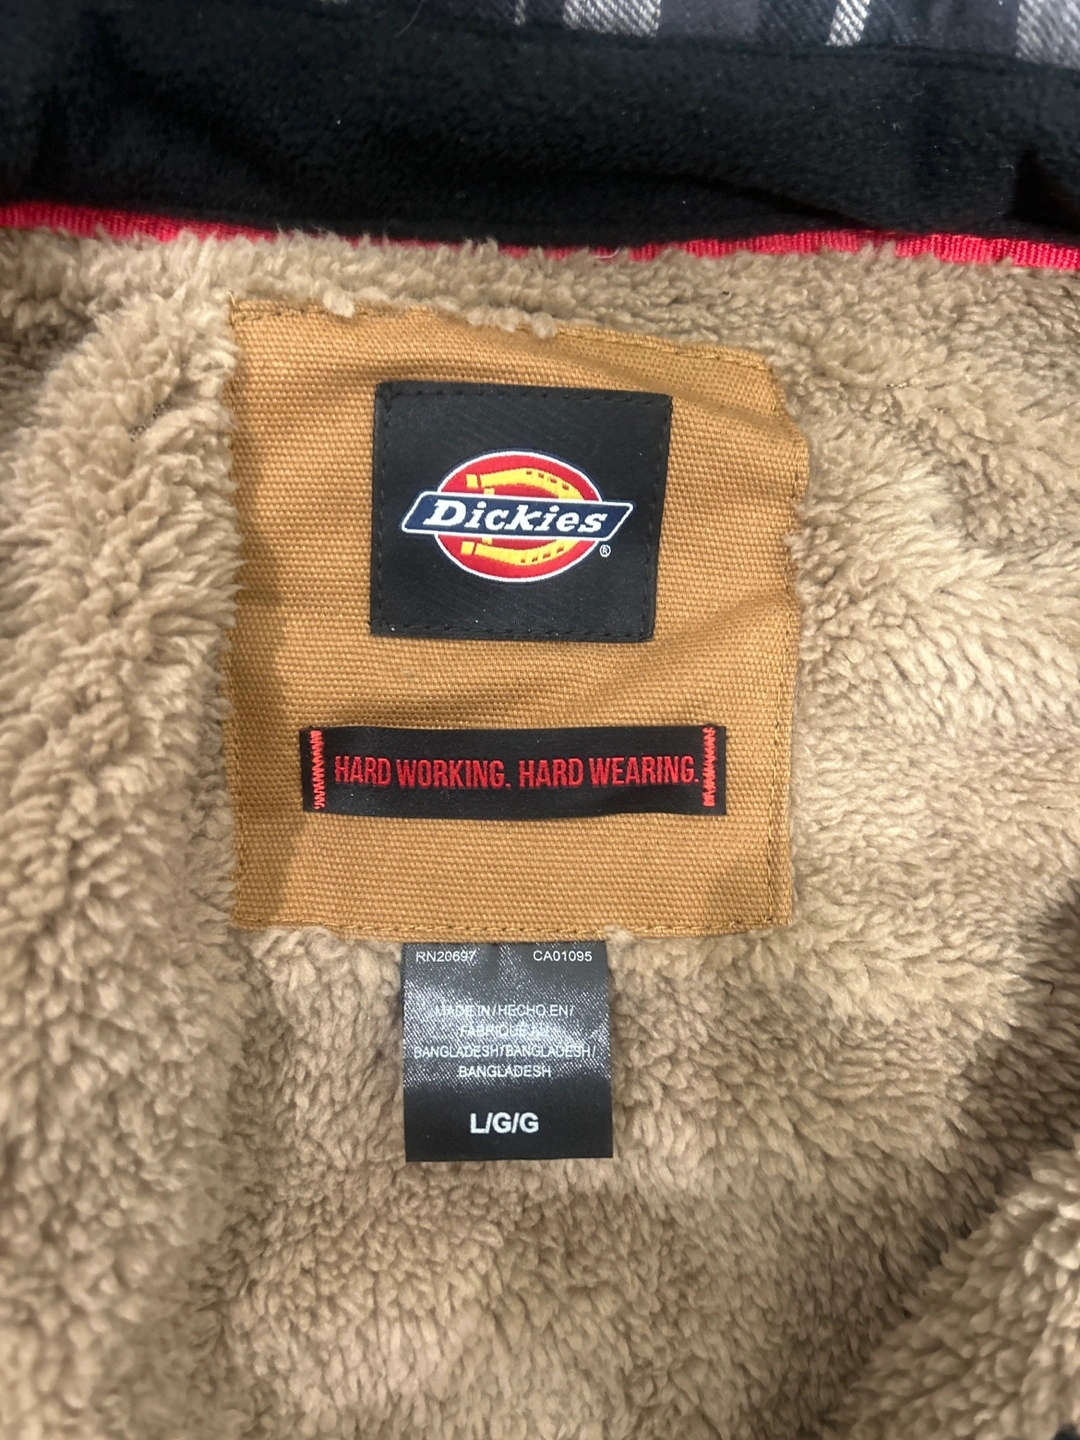 Dickies
®
HARD WORKING. HARD WEARING.
RN20697 CA01095
MADE IN/HECHO EN/
FABRIQUÉ AU
BANGLADESH/BANGLADESH/
BANGLADESH
L/G/G